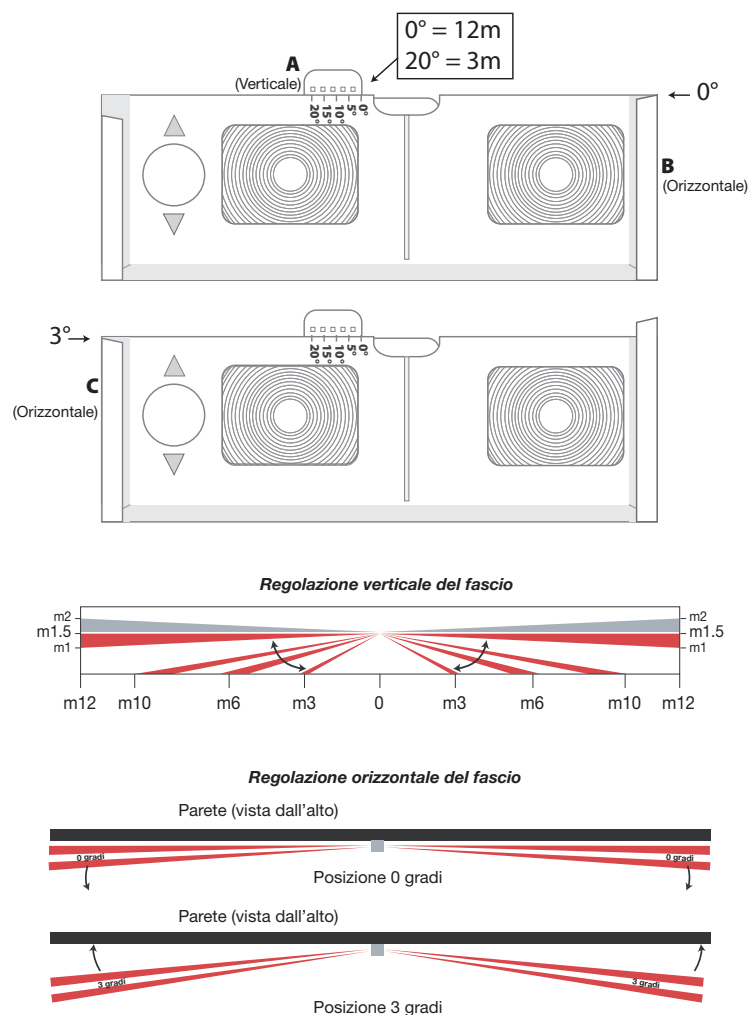 0° = 12m
20° = 3m
A
(Verticale)
0°
20° 15° 10° 5° 0°
B
(Orizzontale)
3°
20° 15° 10° 5° 0°
C
(Orizzontale)
Regolazione verticale del fascio
m2 m2
m1.5 m1.5
m1 m1
m12 m10 m6 m3 0 m3 m6 m10 m12
Regolazione orizzontale del fascio
Parete (vista dall'alto)
0 gradi 0 gradi
Posizione 0 gradi
Parete (vista dall'alto)
3 gradi 3 gradi
Posizione 3 gradi